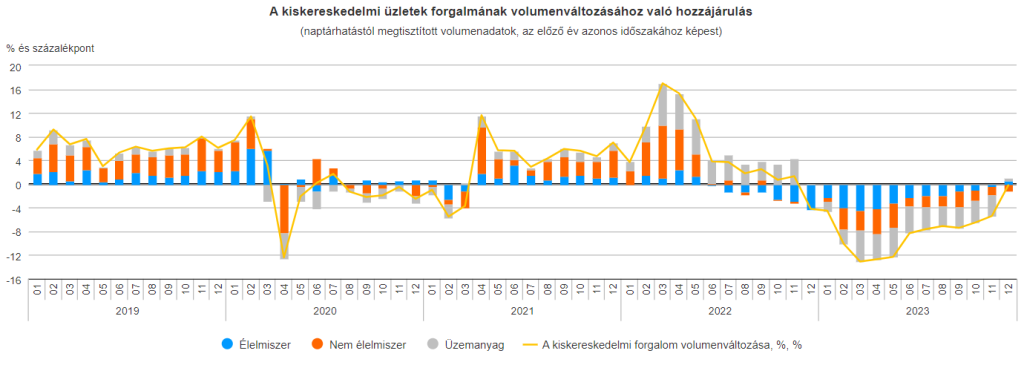 A kiskereskedelmi üzletek forgalmának volumenváltozásához való hozzájárulás
(naptárhatástól megtisztított volumenadatok, az előző év azonos időszakához képest)
% és százalékpont
20
16
12
8
4
0
-4
-8
-12
-16
01 02 03 04 05 06 07 08 09 10 11 12 01 02 03 04 05 06 07 08 09 10 11 12 01 02 03 04 05 06 07 08 09 10 11 12 01 02 03 04 05 06 07 08 09 10 11 12 01 02 03 04 05 06 07 08 09 10 11 12
2019 2020 2021 2022 2023
Élelmiszer Nem élelmiszer Üzemanyag A kiskereskedelmi forgalom volumenváltozása, %, %